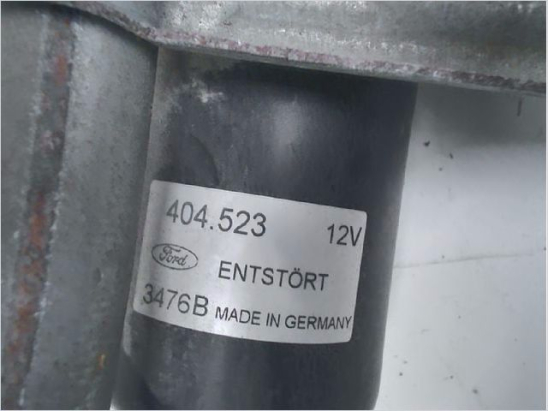 404.523 12V
Ford ENTSTÖRT
3476B MADE IN GERMANY